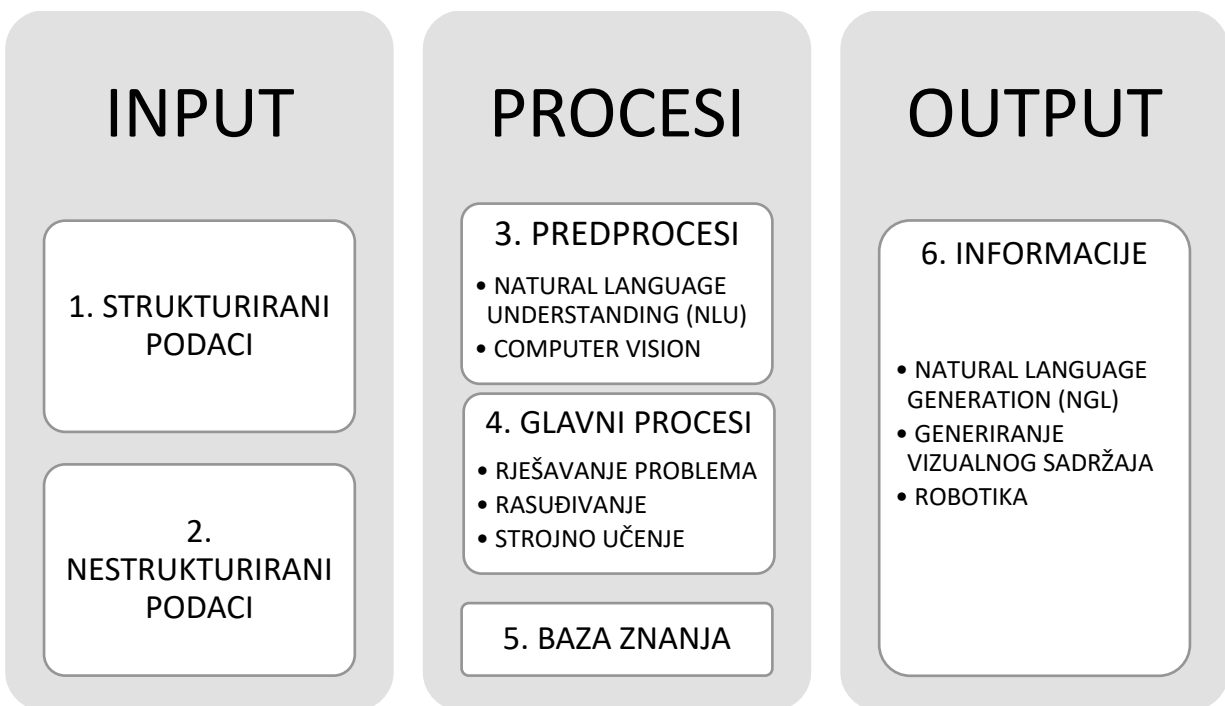 INPUT
1. STRUKTURIRANI
PODACI
2.
NESTRUKTURIRANI
PODACI
PROCESI
3. PREDPROCESI
• NATURAL LANGUAGE
UNDERSTANDING (NLU)
• COMPUTER VISION
4. GLAVNI PROCESI
• RJEŠAVANJE PROBLEMA
• RASUĐIVANJE
• STROJNO UČENJE
5. BAZA ZNANJA
OUTPUT
6. INFORMACIJE
• NATURAL LANGUAGE
GENERATION (NGL)
• GENERIRANJE
VIZUALNOG SADRŽAJA
• ROBOTIKA